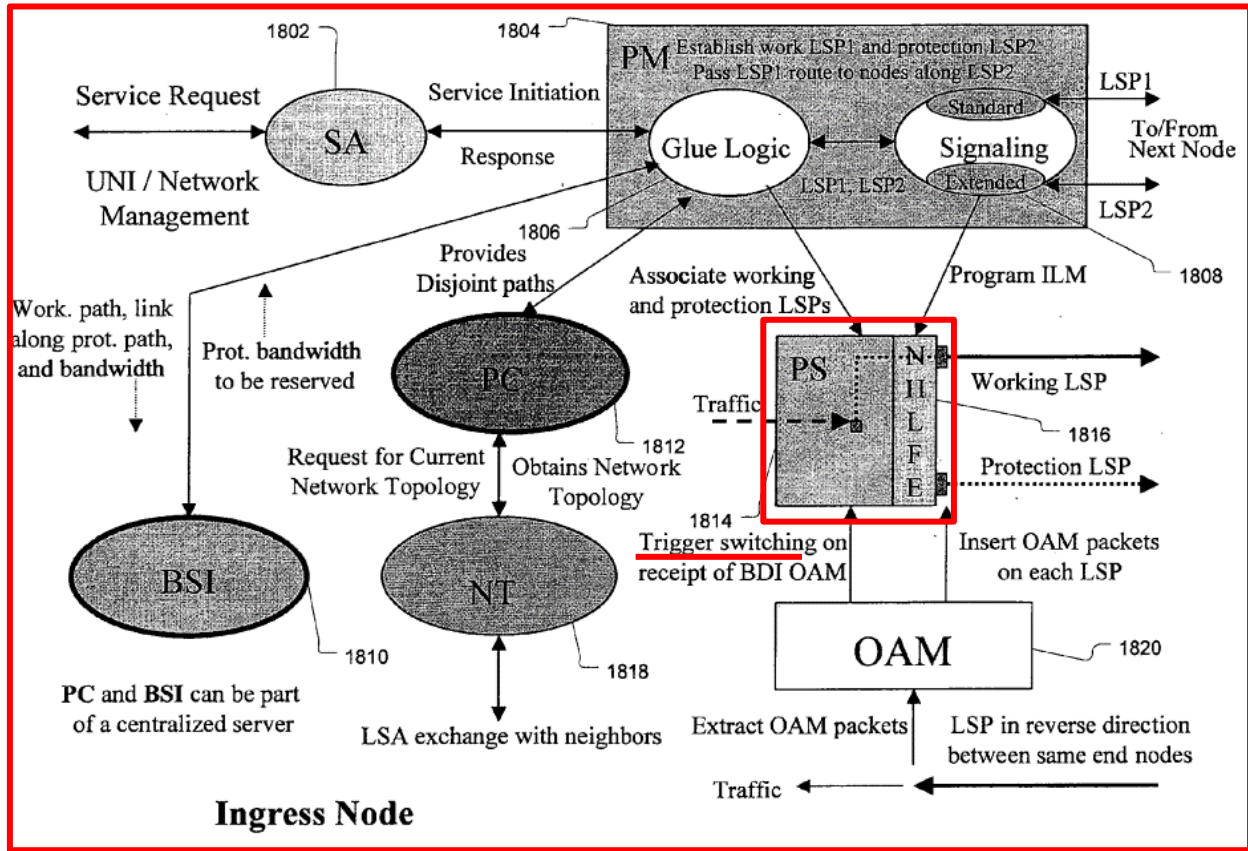 1802
1804
PM
Establish work LSP1 and protection LSP2
Pass LSP1 route to nodes along LSP2
Service Request
UNI / Network
Management
SA
Service Initiation
Response
Glue Logic
LSP1, LSP2
Standard
Signaling
Extended
LSP1
To/From
Next Node
LSP2
1806
1808
Provides
Disjoint paths
Associate working
and protection LSPs
Program ILM
Work. path, link
along prot. path,
and bandwidth
Prot. bandwidth
to be reserved
PC
1812
Traffic
PS
N
H
L
F
E
Working LSP
1816
Protection LSP
1814
Request for Current
Network Topology
Obtains Network
Topology
Trigger switching on
receipt of BDI OAM
Insert OAM packets
on each LSP
BSI
1810
NT
1818
OAM
1820
PC and BSI can be part
of a centralized server
LSA exchange with neighbors
Extract OAM packets
LSP in reverse direction
between same end nodes
Traffic
Ingress Node